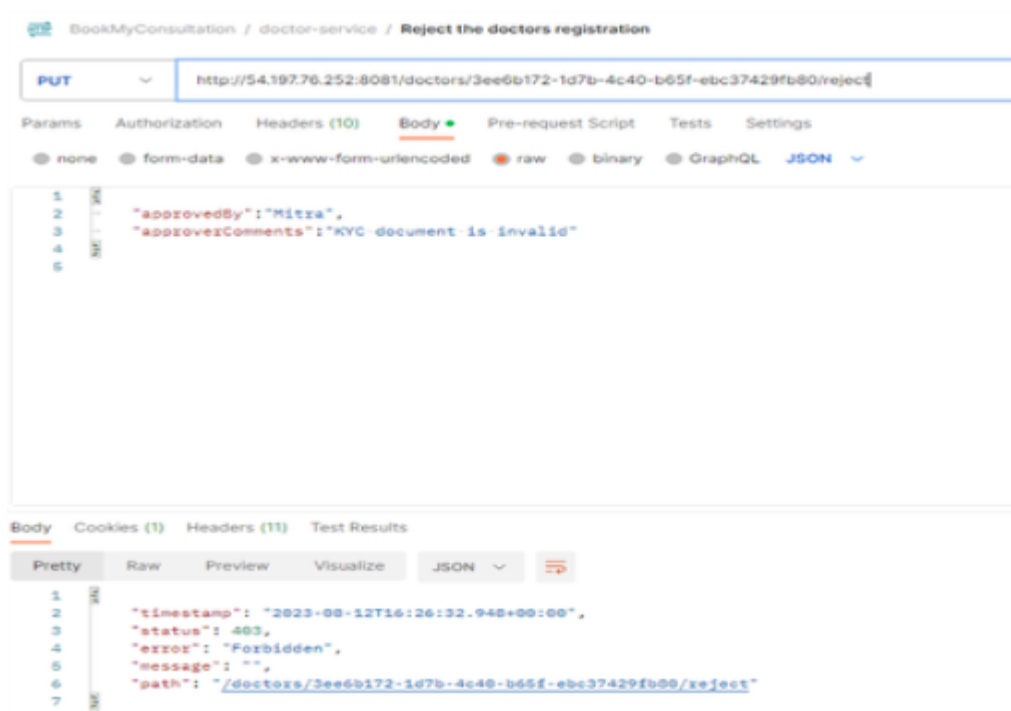 BookMyConsultation / doctor-service / Reject the doctors registration
PUT http://54.197.76.252:8081/doctors/3ee6b172-1d7b-4c40-b65f-ebc37429fb80/reject
Params Authorization Headers (10) Body Pre-request Script Tests Settings
none form-data x-www-form-urlencoded raw binary GraphQL JSON
1 {
2 "approvedBy":"Mitra",
3 "approverComments":"KYC document is invalid"
4 }
5
Body Cookies (1) Headers (11) Test Results
Pretty Raw Preview Visualize JSON
1 {
2 "timestamp": "2023-08-12T16:26:32.948+00:00",
3 "status": 403,
4 "error": "Forbidden",
5 "message": "",
6 "path": "/doctors/3ee6b172-1d7b-4c40-b65f-ebc37429fb80/reject"
7 }